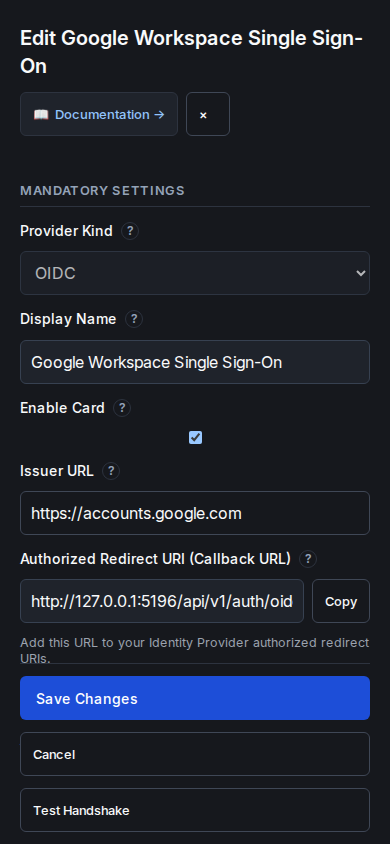 Edit Google Workspace Single Sign-
On
📖 Documentation →
×
MANDATORY SETTINGS
Provider Kind ?
OIDC
Display Name ?
Google Workspace Single Sign-On
Enable Card ?
Issuer URL ?
https://accounts.google.com
Authorized Redirect URI (Callback URL) ?
http://127.0.0.1:5196/api/v1/auth/oid
Copy
Add this URL to your Identity Provider authorized redirect
URIs.
Save Changes
Cancel
Test Handshake